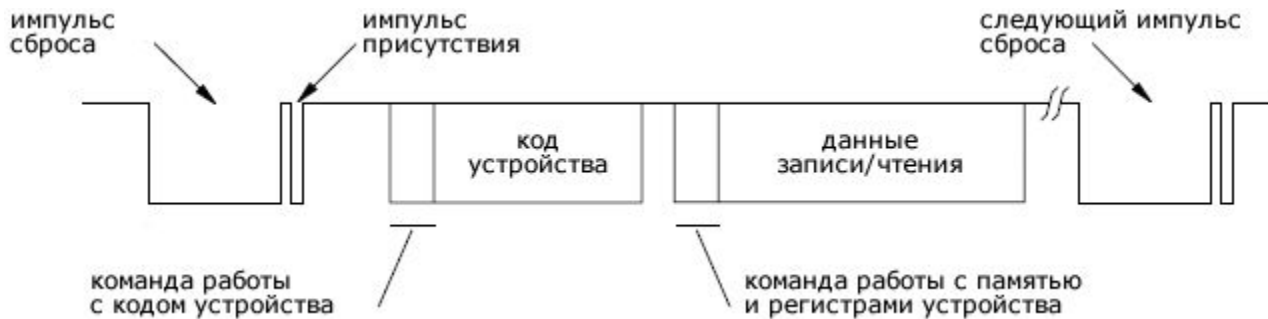 импульс
сброса
импульс
присутствия
следующий импульс
сброса
код
устройства
данные
записи/чтения
команда работы
с кодом устройства
команда работы с памятью
и регистрами устройства